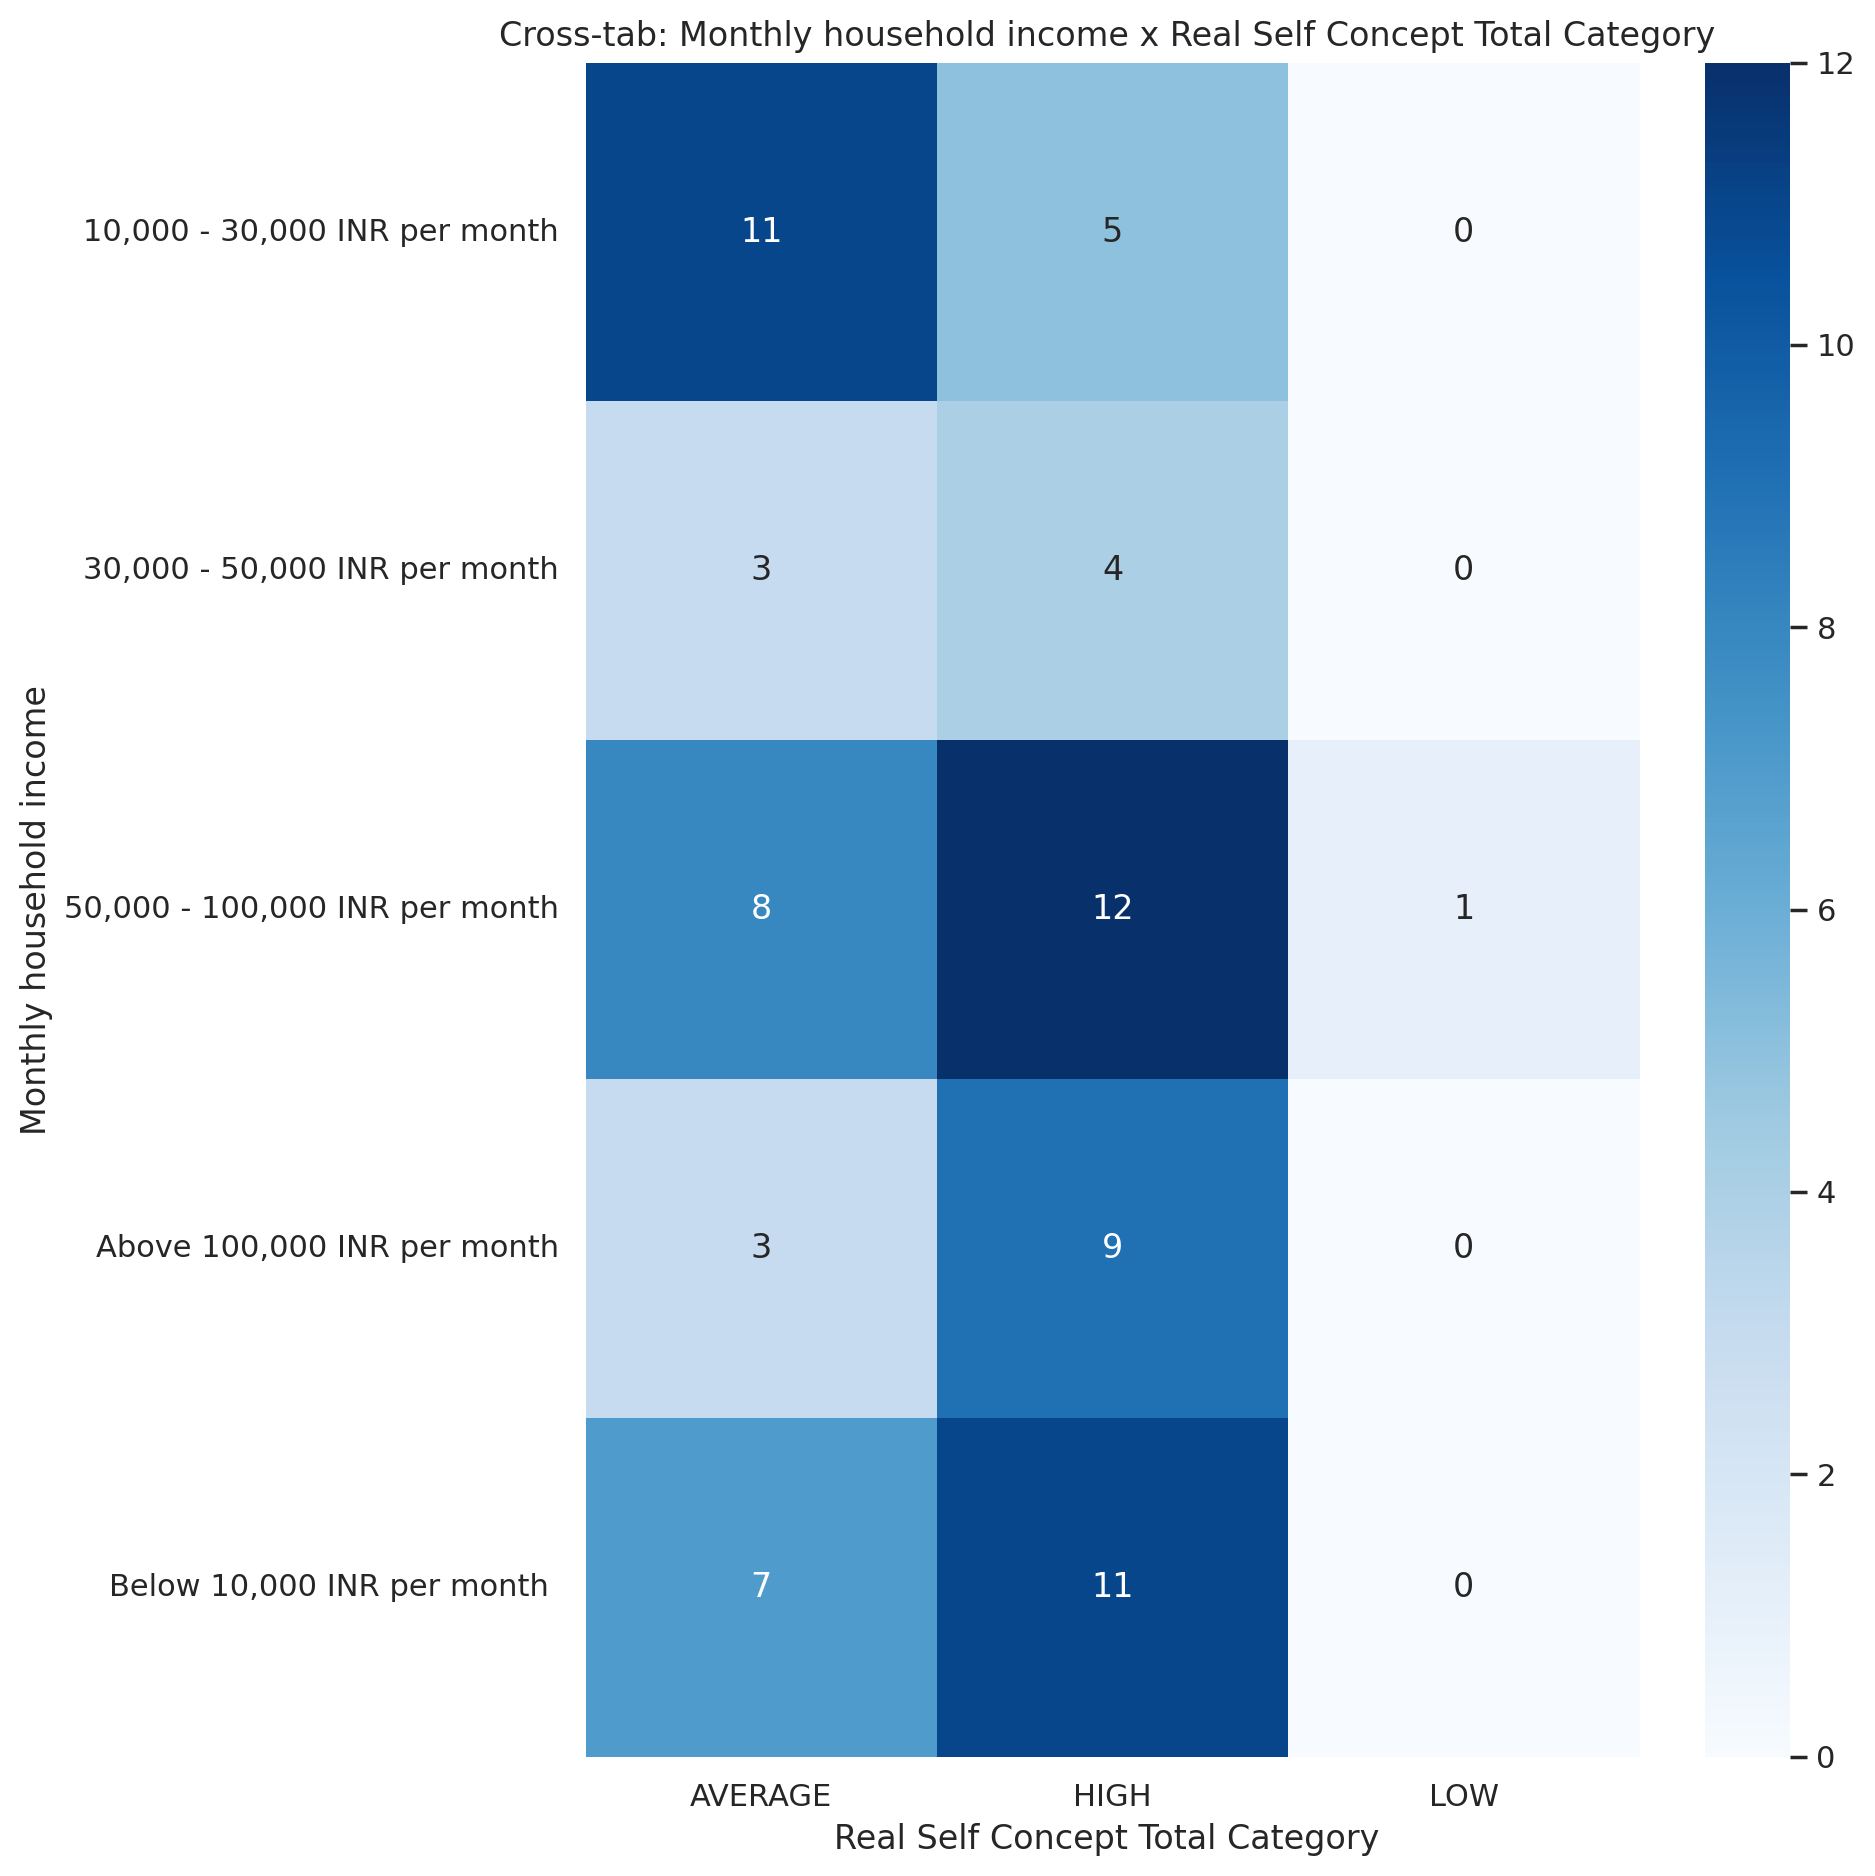 Cross-tab: Monthly household income x Real Self Concept Total Category
12
10,000 - 30,000 INR per month 11 5 0
10
30,000 - 50,000 INR per month 3 4 0
8
Monthly household income
50,000 - 100,000 INR per month 8 12 1
6
4
Above 100,000 INR per month 3 9 0
2
Below 10,000 INR per month 7 11 0
0
AVERAGE HIGH LOW
Real Self Concept Total Category